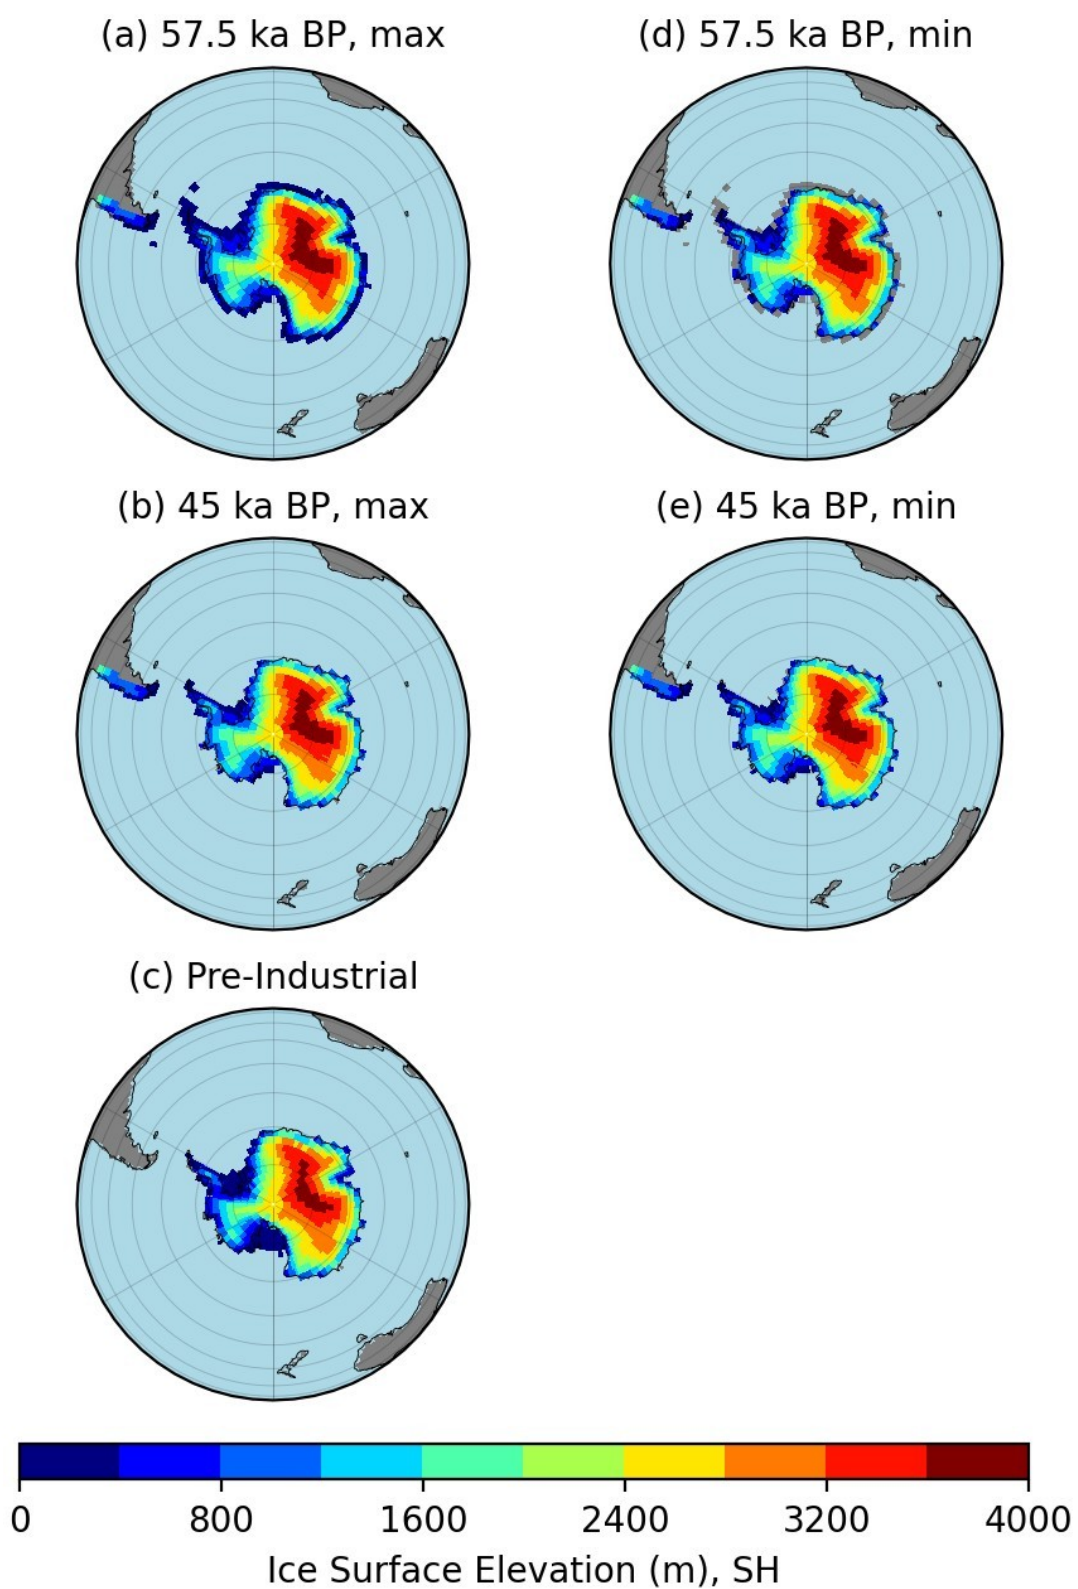 (a) 57.5 ka BP, max
(d) 57.5 ka BP, min
(b) 45 ka BP, max
(e) 45 ka BP, min
(c) Pre-Industrial
0 800 1600 2400 3200 4000
Ice Surface Elevation (m), SH